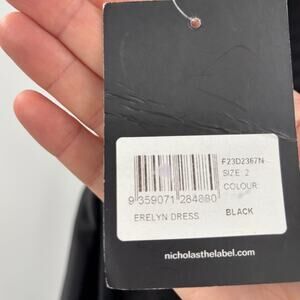 F23D2367N
SIZE: 2
COLOUR:
9 359071 284880
ERELYN DRESS BLACK
nicholasthelabel.com